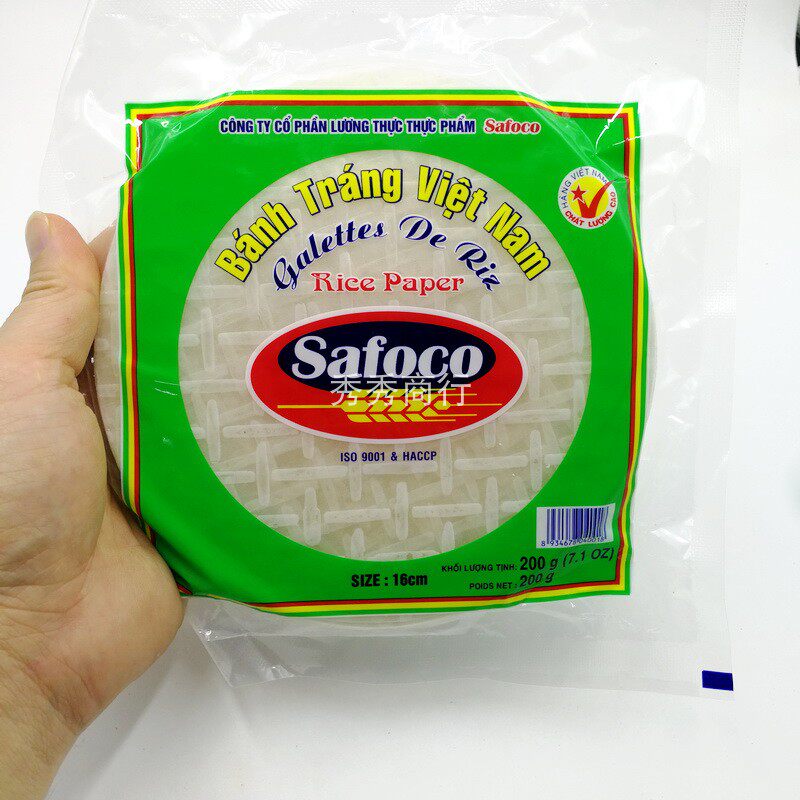 CÔNG TY CỔ PHẦN LƯƠNG THỰC THỰC PHẨM Safoco
Bánh Tráng Việt Nam
Galettes De Riz
Rice Paper
HÀNG VIỆT NAM
CHẤT LƯỢNG CAO
Safoco
秀秀商行
ISO 9001 & HACCP
SIZE : 16cm
KHỐI LƯỢNG TỊNH: 200 g (7.1 OZ)
POIDS NET : 200 g